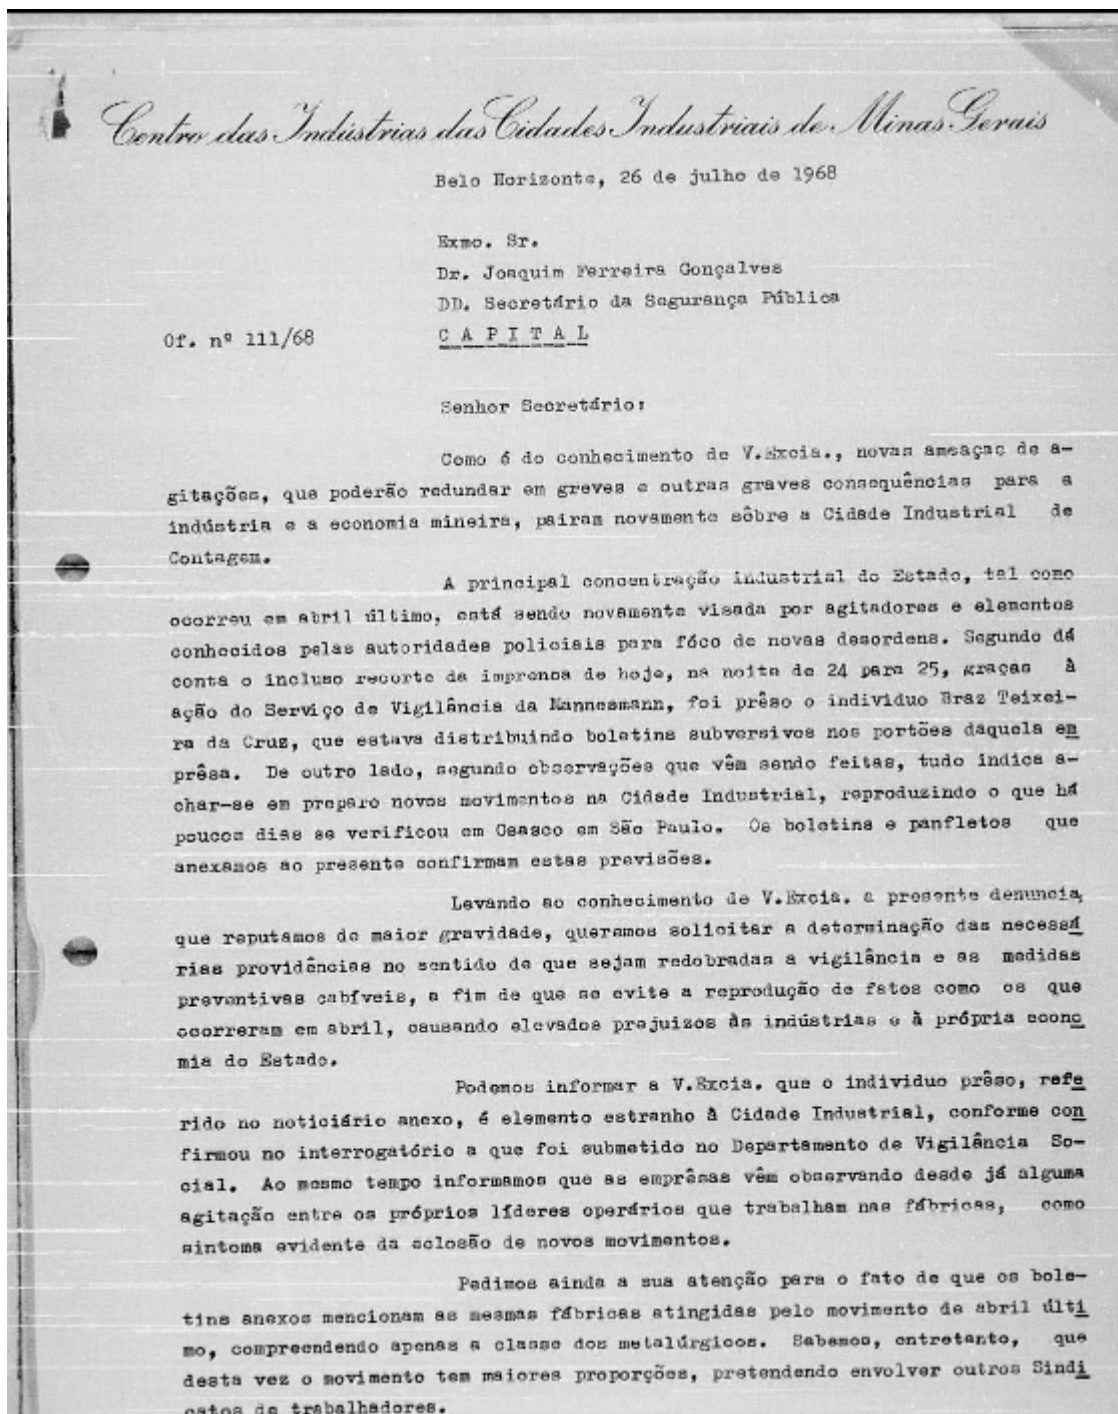 Centro das Indústrias das Cidades Industriais de Minas Gerais
Belo Horizonte, 26 de julho de 1968
Exmo. Sr.
Dr. Joaquim Ferreira Gonçalves
DD. Secretário da Segurança Pública
Of. nº 111/68
C A P I T A L
Senhor Secretário:
Como é do conhecimento de V.Excia., novas ameaças de a-
gitações, que poderão redundar em greves e outras graves consequências para a
indústria e a economia mineira, pairam novamente sôbre a Cidade Industrial de
Contagem.
A principal concentração industrial do Estado, tal como
ocorreu em abril último, está sendo novamente visada por agitadores e elementos
conhecidos pelas autoridades policiais para fóco de novas desordens. Segundo dá
conta o incluso recorte da imprensa de hoje, na noite de 24 para 25, graças à
ação do Serviço de Vigilância da Mannesmann, foi prêso o individuo Braz Teixei-
ra da Cruz, que estava distribuindo boletins subversivos nos portões daquela em
prêsa. De outro lado, segundo observações que vêm sendo feitas, tudo indica a-
char-se em preparo novos movimentos na Cidade Industrial, reproduzindo o que há
poucos dias se verificou em Osasco em São Paulo. Os boletins e panfletos que
anexamos ao presente confirmam estas previsões.
Levando ao conhecimento de V.Excia. a presente denuncia,
que reputamos de maior gravidade, queremos solicitar a determinação das necessá
rias providências no sentido de que sejam redobradas a vigilância e as medidas
preventivas cabíveis, a fim de que se evite a reprodução de fatos como os que
ocorreram em abril, causando elevados prejuizos às indústrias e à própria econo
mia do Estado.
Podemos informar a V.Excia. que o individuo prêso, refe
rido no noticiário anexo, é elemento estranho à Cidade Industrial, conforme con
firmou no interrogatório a que foi submetido no Departamento de Vigilância So-
cial. Ao mesmo tempo informamos que as emprêsas vêm observando desde já alguma
agitação entre os próprios líderes operários que trabalham nas fábricas, como
sintoma evidente da eclosão de novos movimentos.
Pedimos ainda a sua atenção para o fato de que os bole-
tins anexos mencionam as mesmas fábricas atingidas pelo movimento de abril últi
mo, compreendendo apenas a classe dos metalúrgicos. Sabemos, entretanto, que
desta vez o movimento tem maiores proporções, pretendendo envolver outros Sindi
catos de trabalhadores.